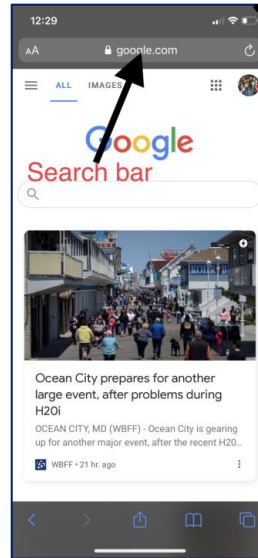 12:29
AA
google.com
ALL IMAGES
Google
Search bar
Ocean City prepares for another
large event, after problems during
H20i
OCEAN CITY, MD (WBFF) - Ocean City is gearing
up for another major event, after the recent H20...
WBFF • 21 hr. ago